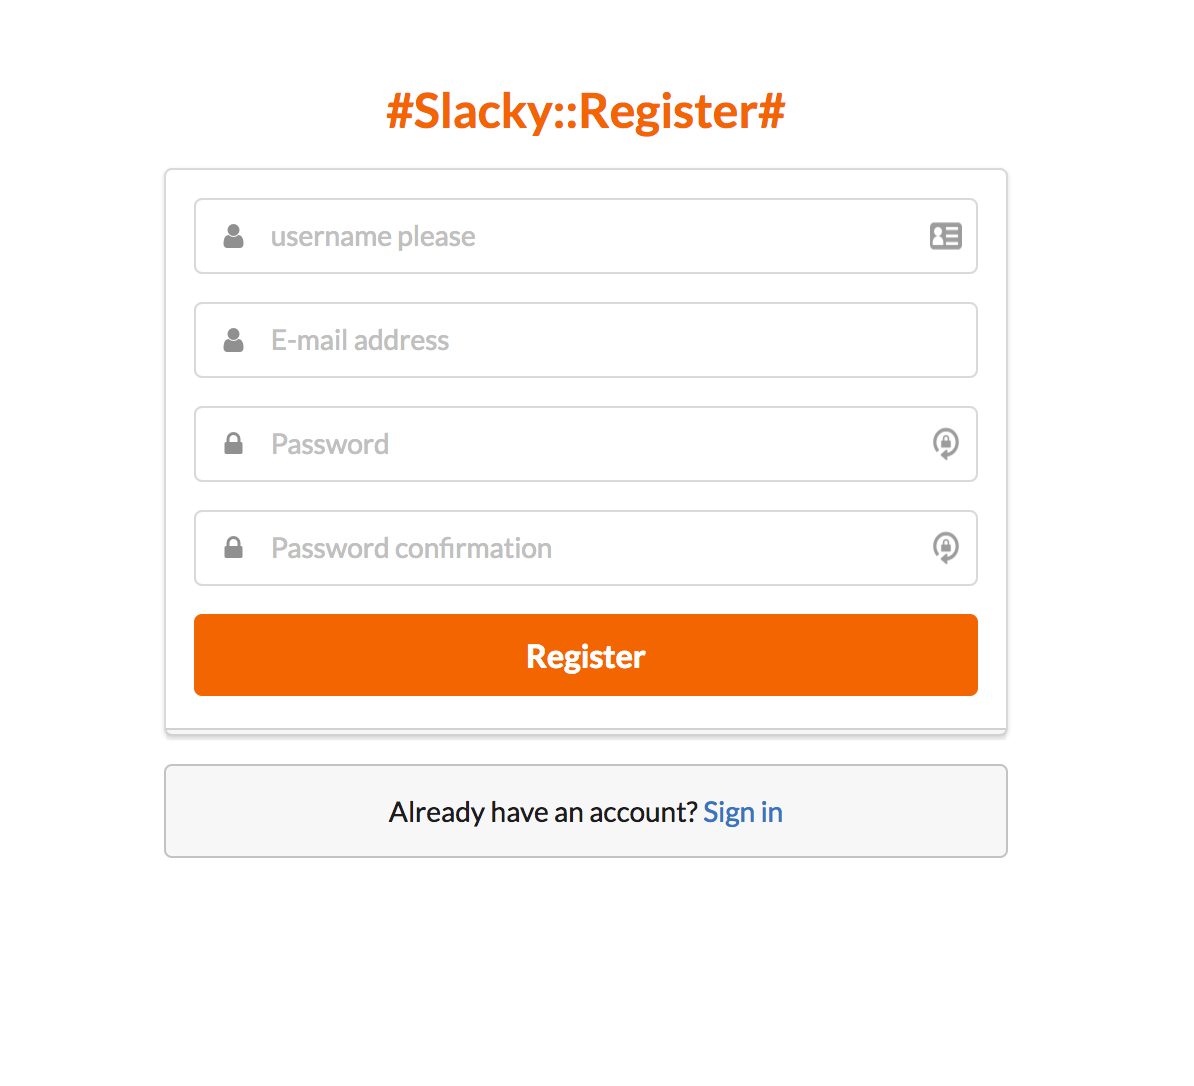 #Slacky::Register#
username please
E-mail address
Password
Password confirmation
Register
Already have an account? Sign in